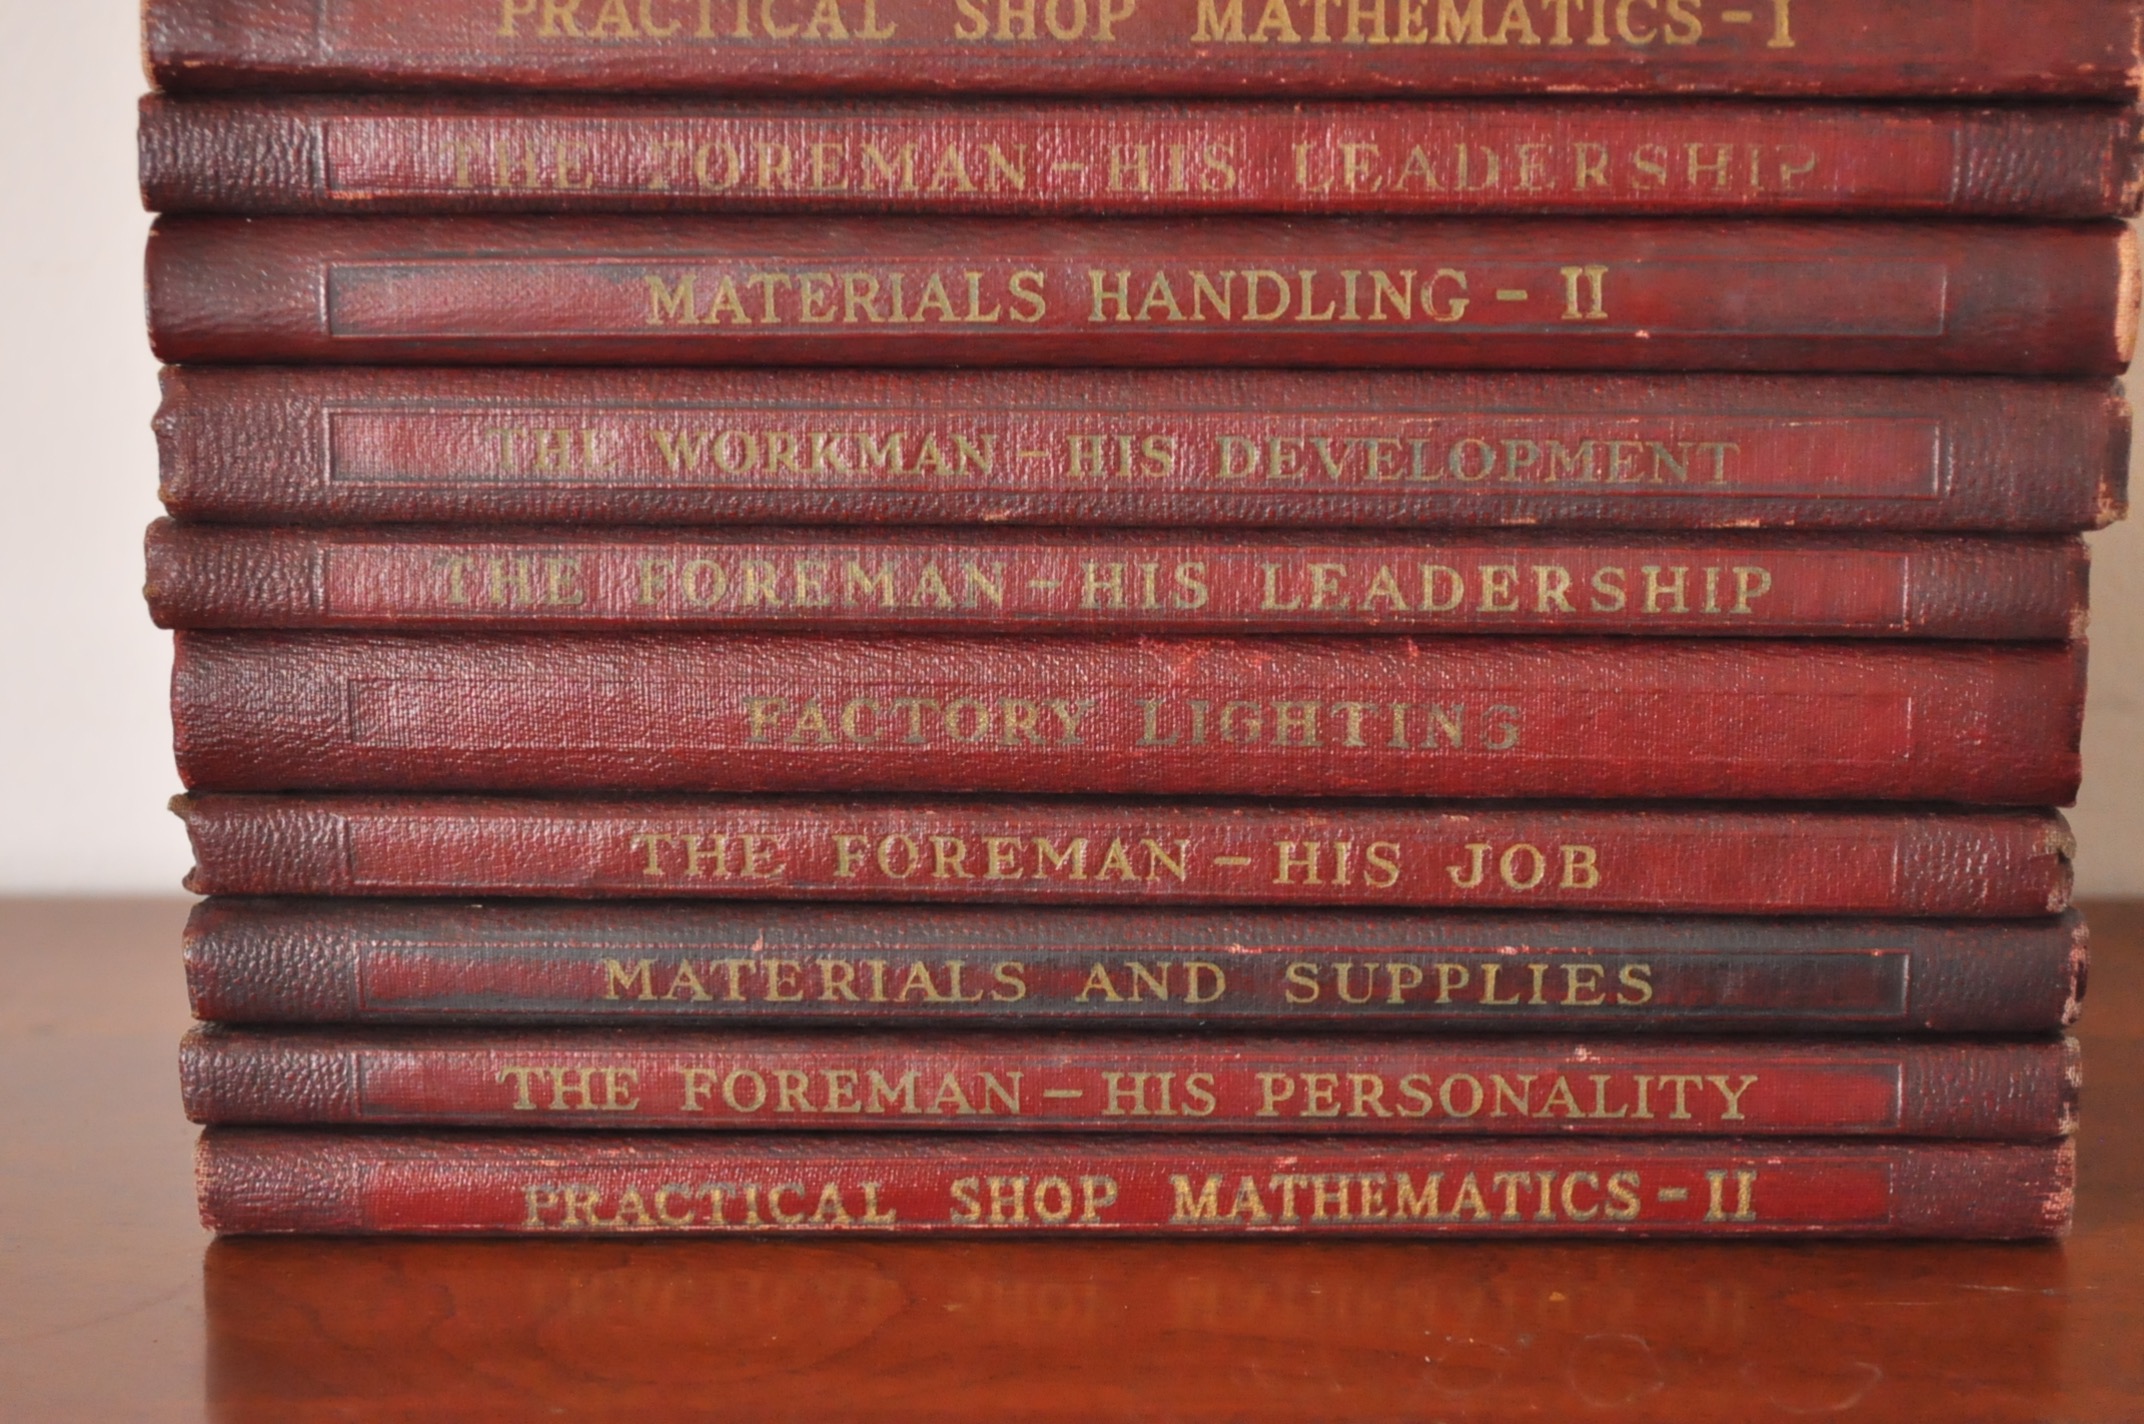 PRACTICAL SHOP MATHEMATICS-I
THE FOREMAN-HIS LEADERSHIP
MATERIALS HANDLING - II
THE WORKMAN-HIS DEVELOPMENT
THE FOREMAN-HIS LEADERSHIP
FACTORY LIGHTING
THE FOREMAN - HIS JOB
MATERIALS AND SUPPLIES
THE FOREMAN - HIS PERSONALITY
PRACTICAL SHOP MATHEMATICS-II